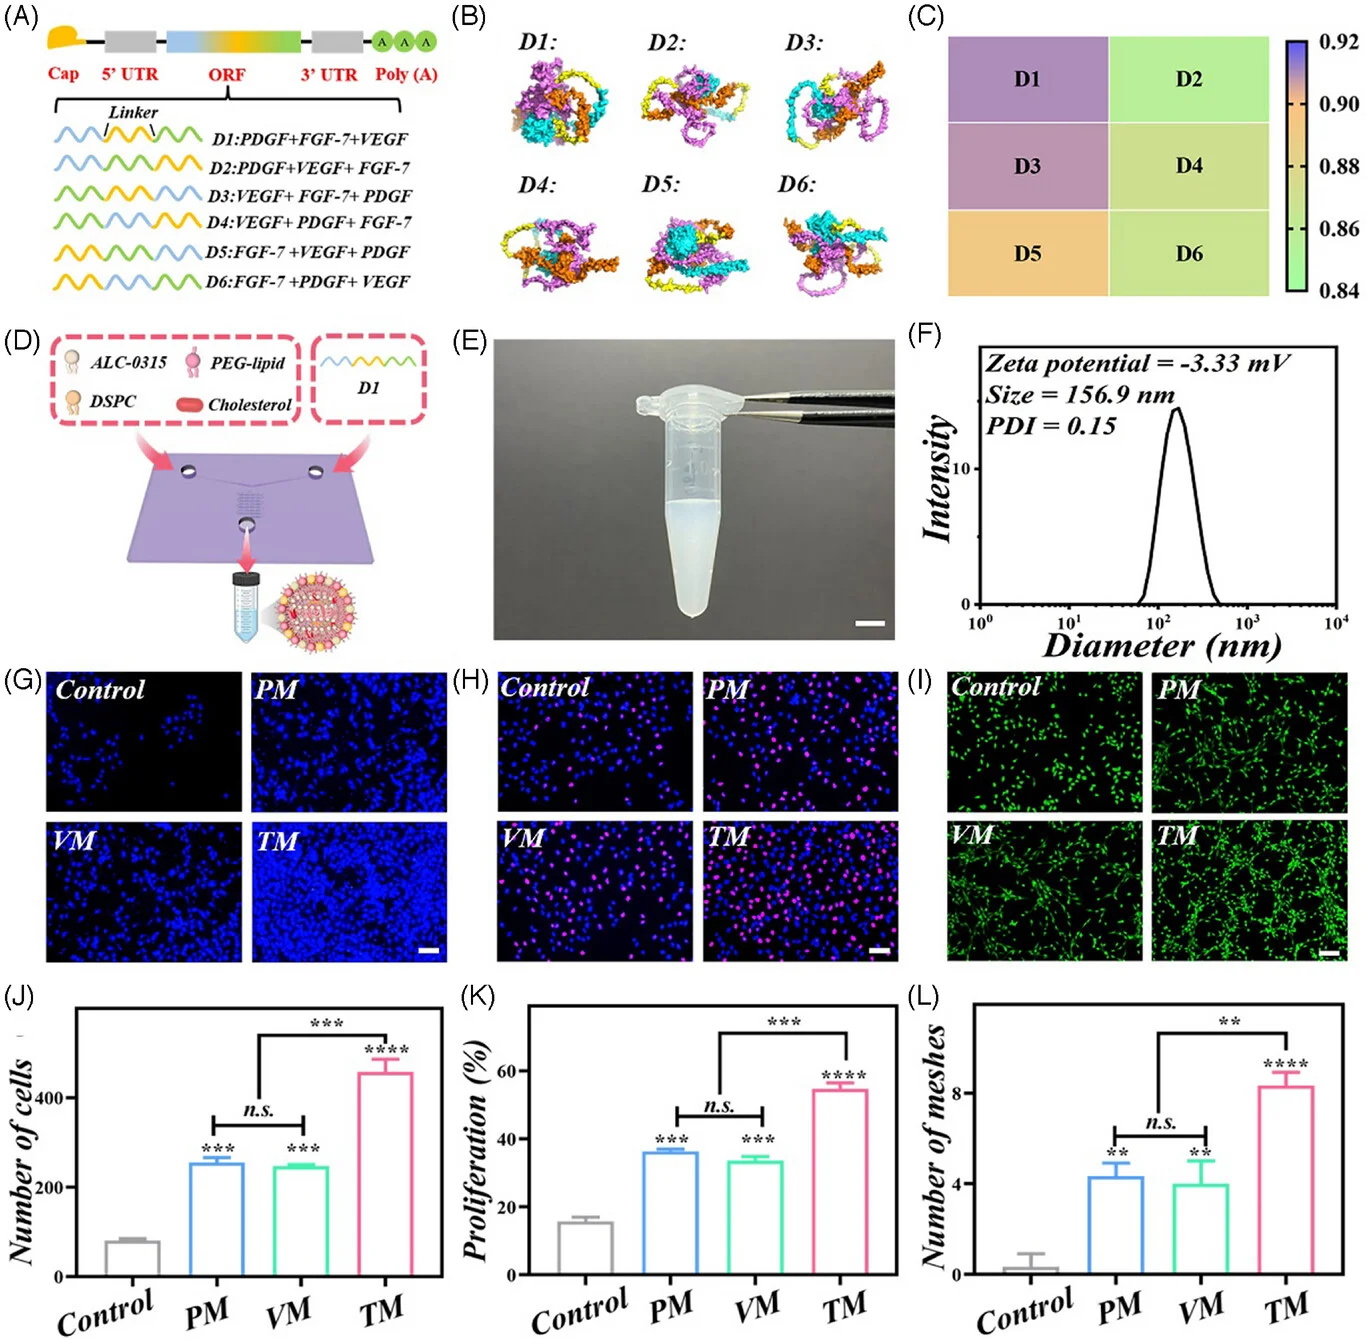 (A)
A A A
Cap 5' UTR ORF 3' UTR Poly (A)
Linker
D1:PDGF+FGF-7+VEGF
D2:PDGF+VEGF+ FGF-7
D3:VEGF+ FGF-7+ PDGF
D4:VEGF+ PDGF+ FGF-7
D5:FGF-7 +VEGF+ PDGF
D6:FGF-7 +PDGF+ VEGF
(B)
D1: D2: D3:
D4: D5: D6:
(C)
D1 D2
D3 D4
D5 D6
0.92
0.90
0.88
0.86
0.84
(D)
ALC-0315 PEG-lipid
DSPC Cholesterol
D1
(E)
(F)
Zeta potential = -3.33 mV
Size = 156.9 nm
PDI = 0.15
Intensity
10
0
10⁰ 10¹ 10² 10³ 10⁴
Diameter (nm)
(G)
Control PM
VM TM
(H)
Control PM
VM TM
(I)
Control PM
VM TM
(J)
Number of cells
400
200
0
***
****
n.s.
*** ***
Control PM VM TM
(K)
Proliferation (%)
60
40
20
0
***
****
n.s.
*** ***
Control PM VM TM
(L)
Number of meshes
8
4
0
**
****
n.s.
** **
Control PM VM TM